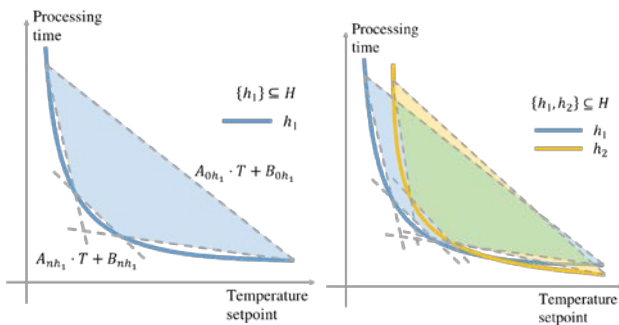 Processing
time
{h₁} ⊆ H
h₁
A₀ₕ₁ · T + B₀ₕ₁
Aₙₕ₁ · T + Bₙₕ₁
Temperature
setpoint
Processing
time
{h₁, h₂} ⊆ H
h₁
h₂
Temperature
setpoint